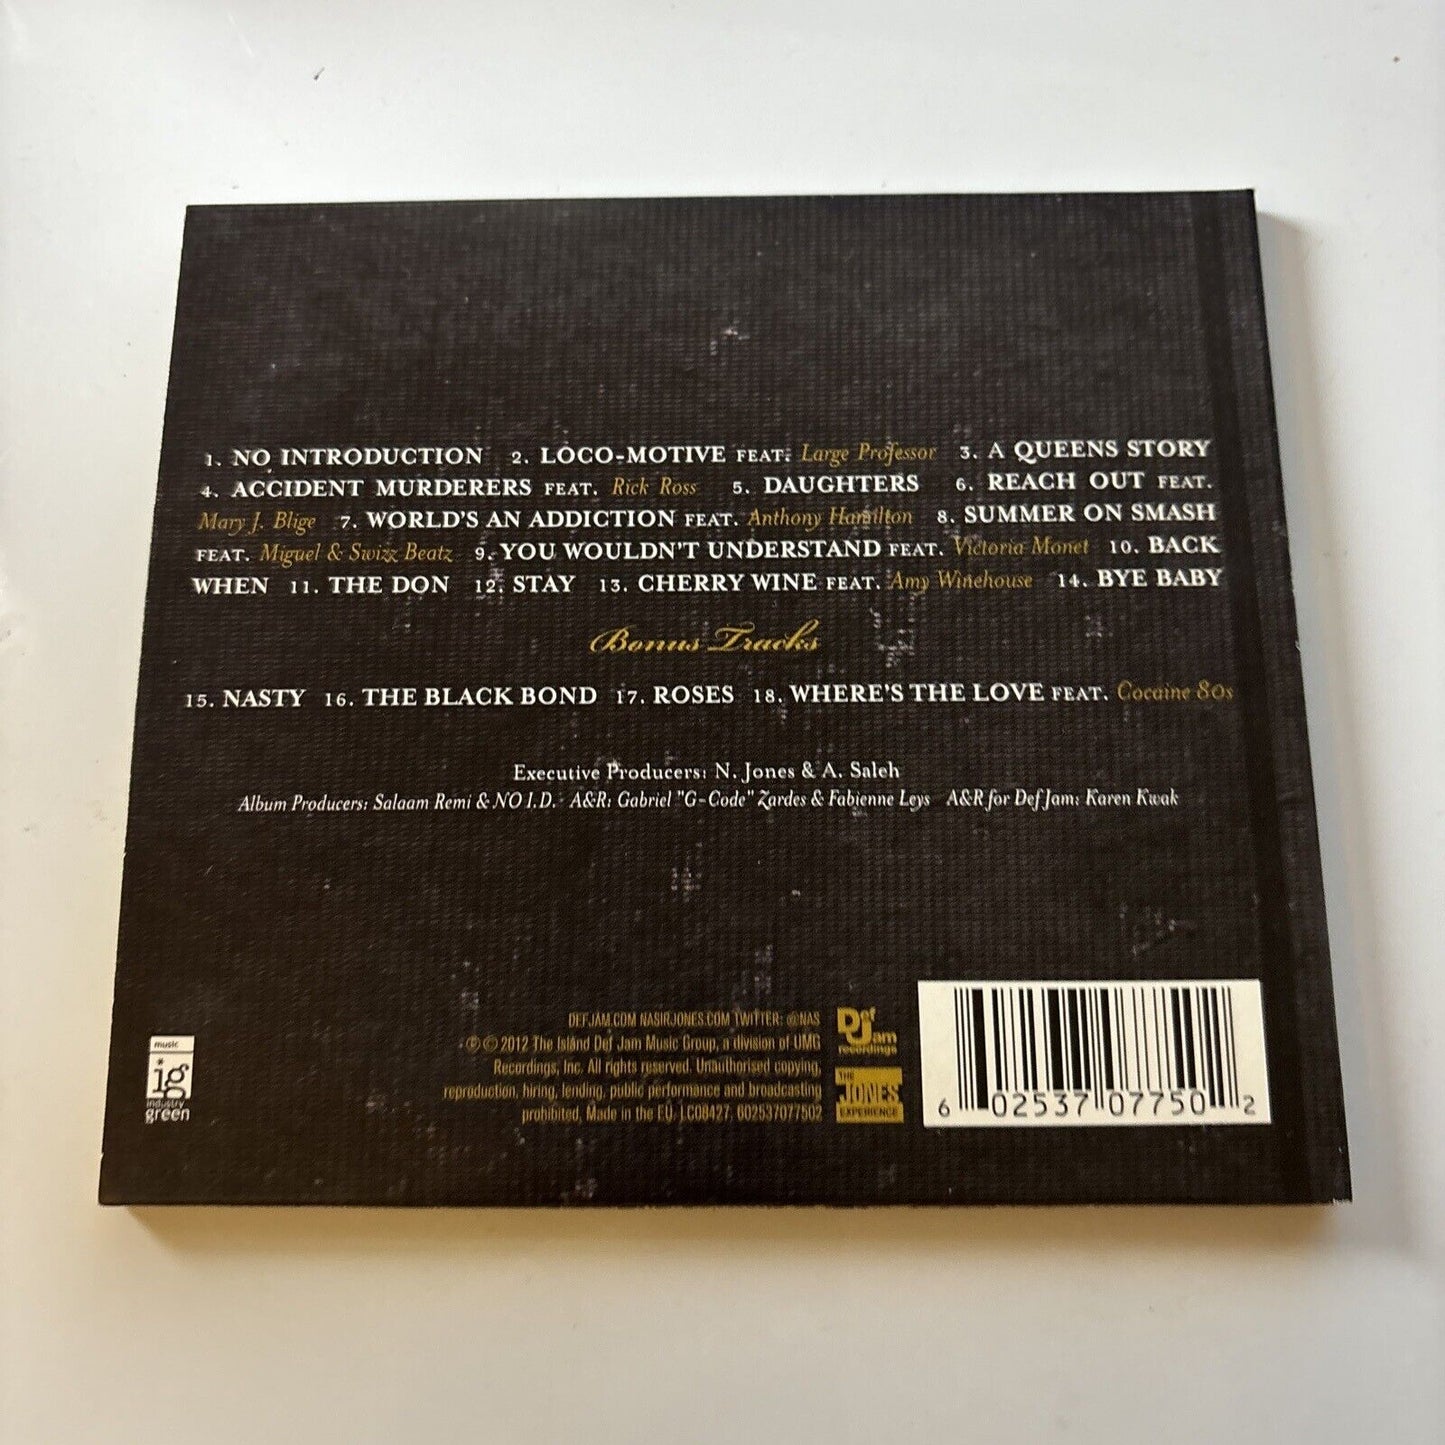 1. NO INTRODUCTION 2. LOCO-MOTIVE FEAT. Large Professor 3. A QUEENS STORY
4. ACCIDENT MURDERERS FEAT. Rick Ross 5. DAUGHTERS 6. REACH OUT FEAT.
Mary J. Blige 7. WORLD'S AN ADDICTION FEAT. Anthony Hamilton 8. SUMMER ON SMASH
FEAT. Miguel & Swizz Beatz 9. YOU WOULDN'T UNDERSTAND FEAT. Victoria Monet 10. BACK
WHEN 11. THE DON 12. STAY 13. CHERRY WINE FEAT. Amy Winehouse 14. BYE BABY
Bonus Tracks
15. NASTY 16. THE BLACK BOND 17. ROSES 18. WHERE'S THE LOVE FEAT. Cocaine 80s
Executive Producers: N. Jones & A. Saleh
Album Producers: Salaam Remi & NO I.D. A&R: Gabriel "G-Code" Zardes & Fabienne Leys A&R for Def Jam: Karen Kwak
DEFJAM.COM NASIRJONES.COM TWITTER: @NAS
℗ © 2012 The Island Def Jam Music Group, a division of UMG
Recordings, Inc. All rights reserved. Unauthorised copying,
reproduction, hiring, lending, public performance and broadcasting
prohibited. Made in the EU. LC08427. 602537077502
Def
Jam
recordings
THE
JONES
EXPERIENCE
music
ig
industry
green
6 02537 07750 2